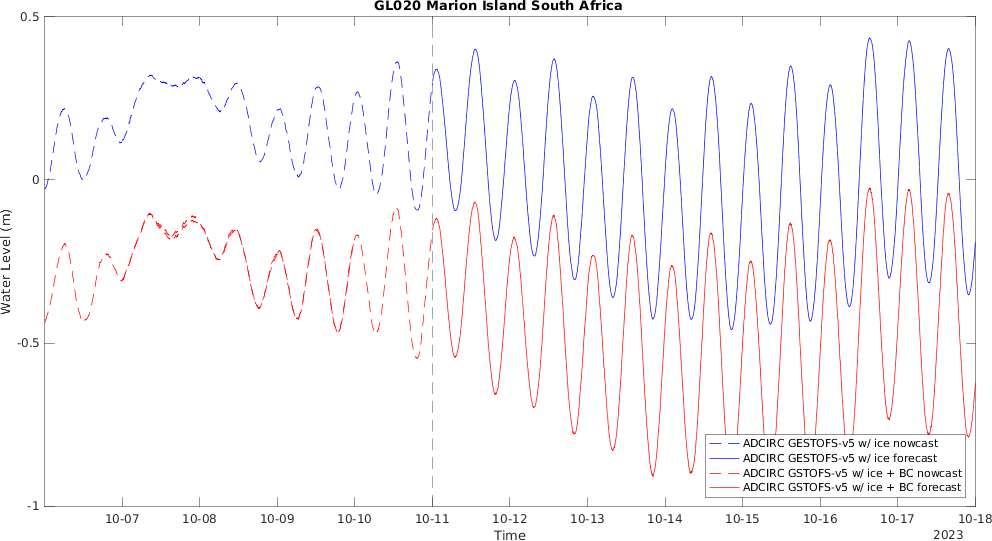 GL020 Marion Island South Africa
0.5
0
-0.5
-1
Water Level (m)
ADCIRC GESTOFS-v5 w/ ice nowcast
ADCIRC GESTOFS-v5 w/ ice forecast
ADCIRC GSTOFS-v5 w/ ice + BC nowcast
ADCIRC GSTOFS-v5 w/ ice + BC forecast
10-07 10-08 10-09 10-10 10-11 10-12 10-13 10-14 10-15 10-16 10-17 10-18
Time
2023